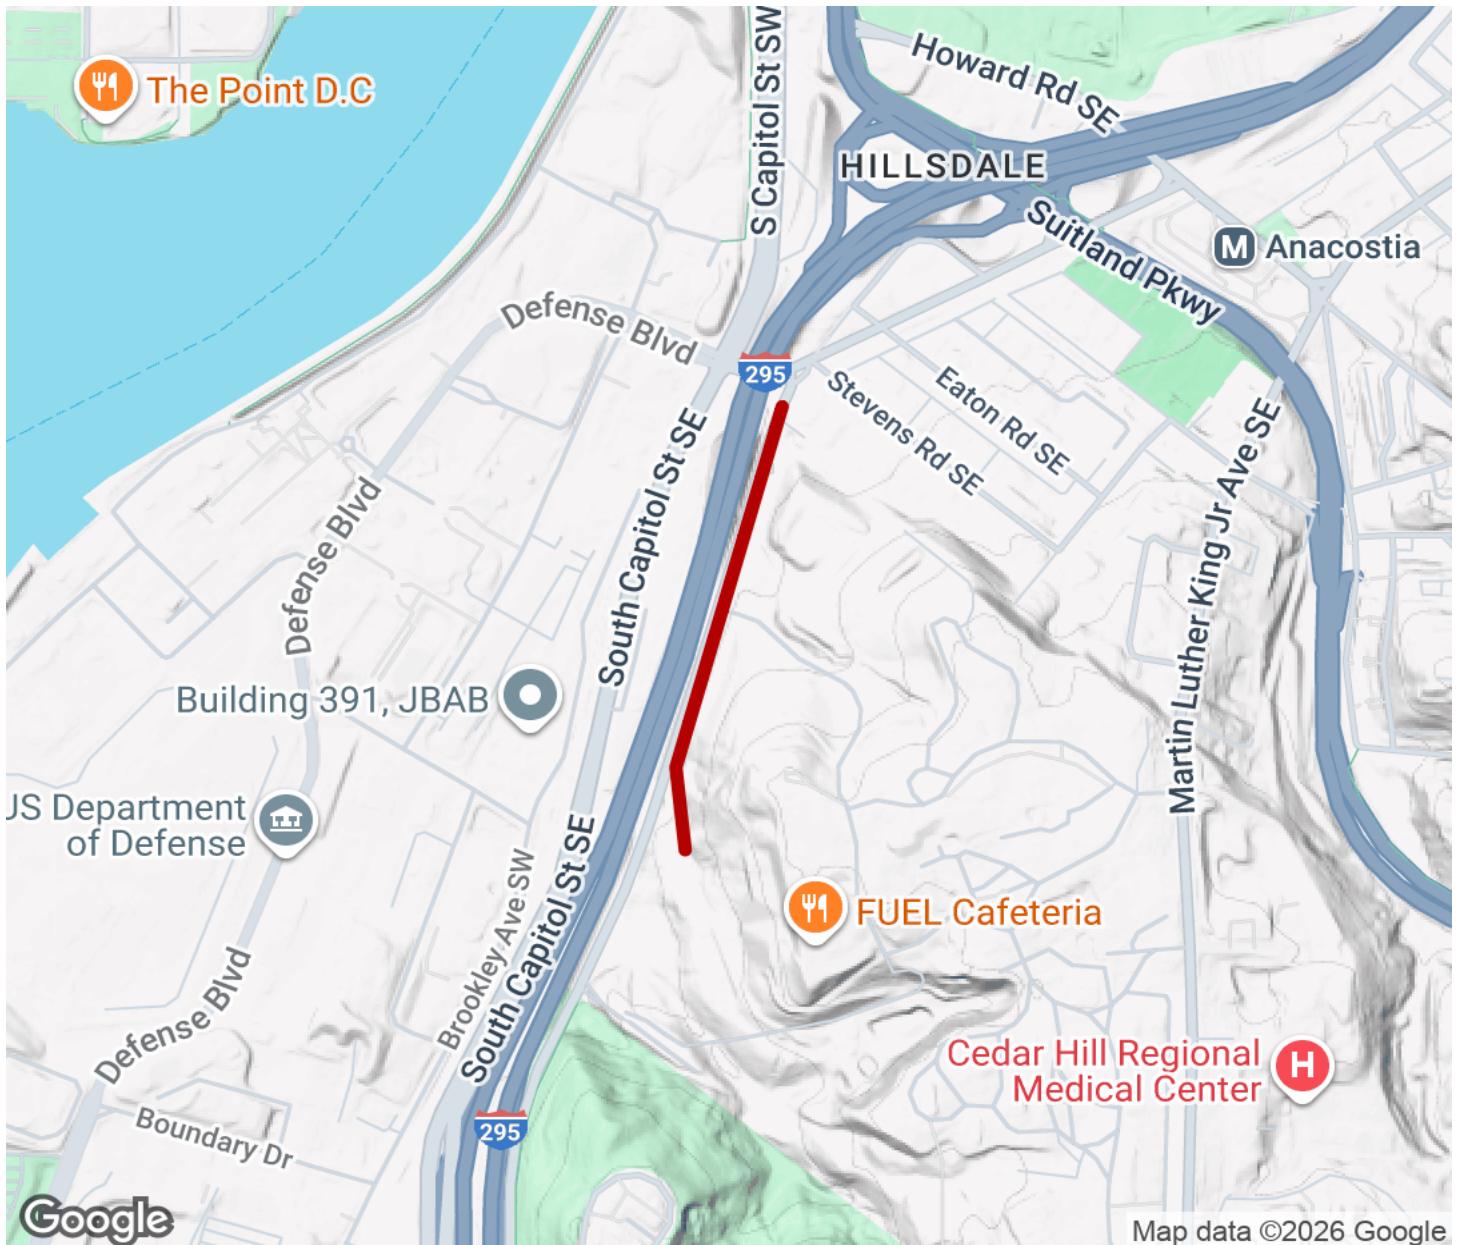 The Point D.C
S Capitol St SW
Howard Rd SE
HILLSDALE
Suitland Pkwy
M
Anacostia
Defense Blvd
295
Stevens Rd SE
Eaton Rd SE
South Capitol St SE
Martin Luther King Jr Ave SE
Defense Blvd
Building 391, JBAB
US Department
of Defense
South Capitol St SE
Brookley Ave SW
FUEL Cafeteria
Defense Blvd
Cedar Hill Regional
Medical Center
H
295
Boundary Dr
Google
Map data ©2026 Google